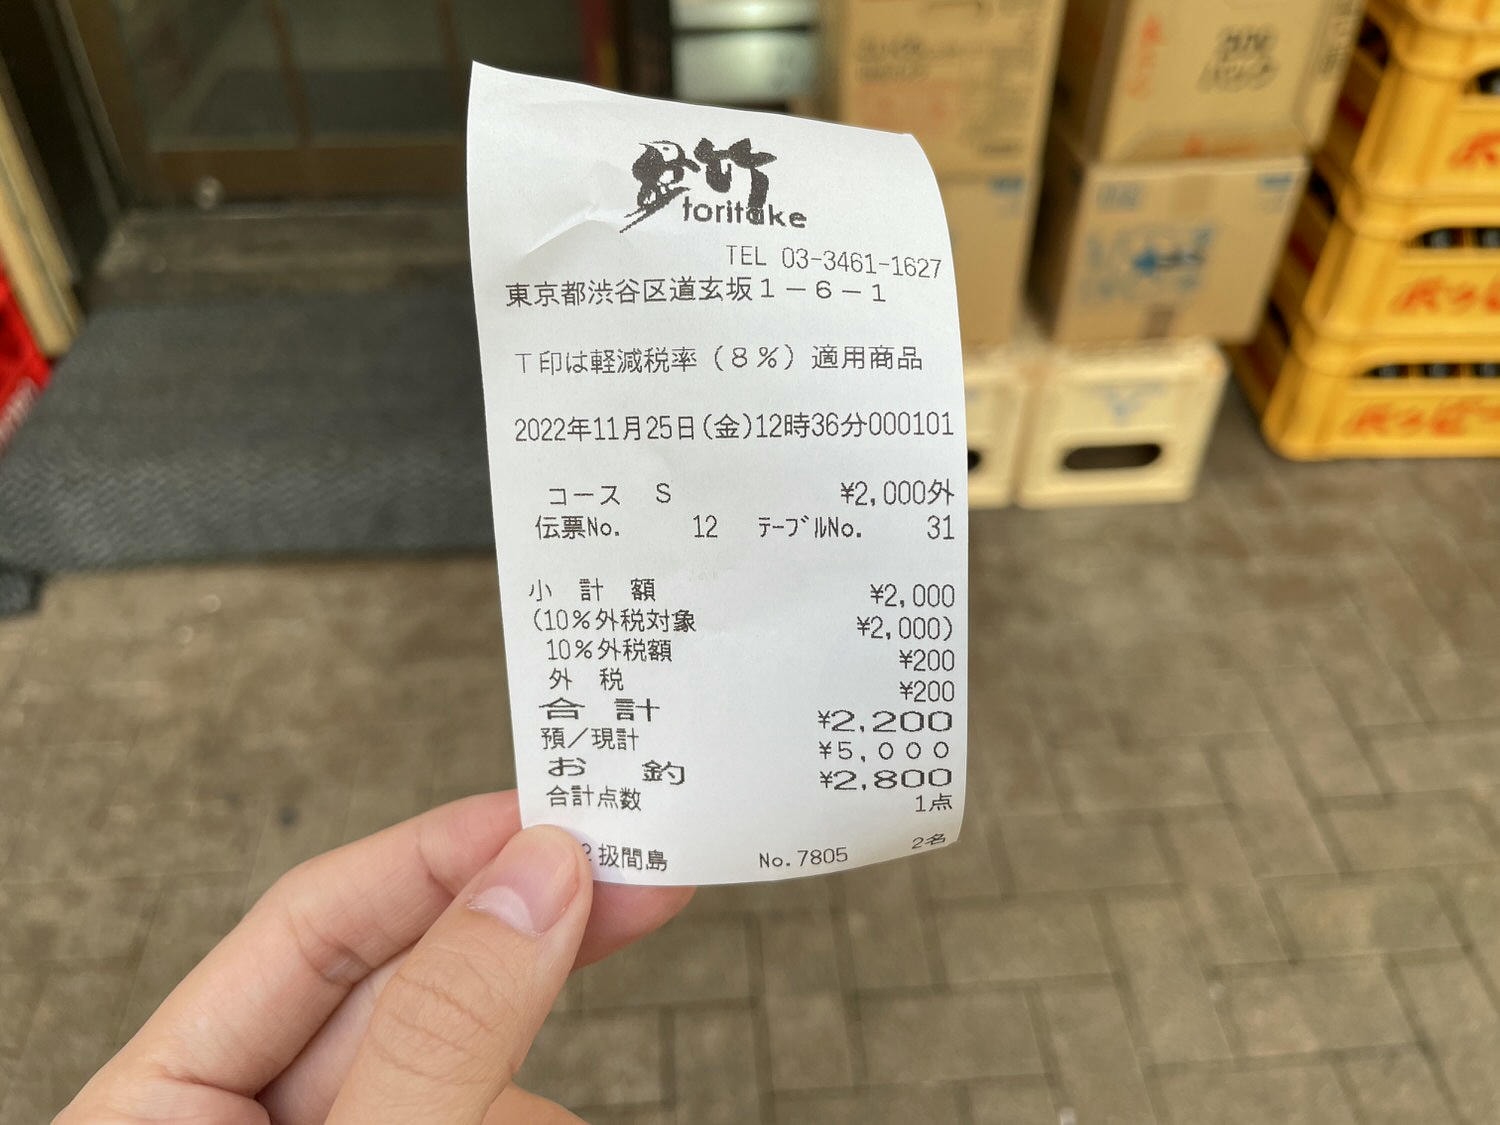 鳥竹
toritake
TEL 03-3461-1627
東京都渋谷区道玄坂1-6-1
T印は軽減税率(8%)適用商品
2022年11月25日(金)12時36分000101
コース S ¥2,000外
伝票No. 12 テーブルNo. 31
小計額 ¥2,000
(10%外税対象 ¥2,000)
10%外税額 ¥200
外税 ¥200
合計 ¥2,200
預/現計 ¥5,000
お釣 ¥2,800
合計点数 1点
2名
扱間島 No.7805